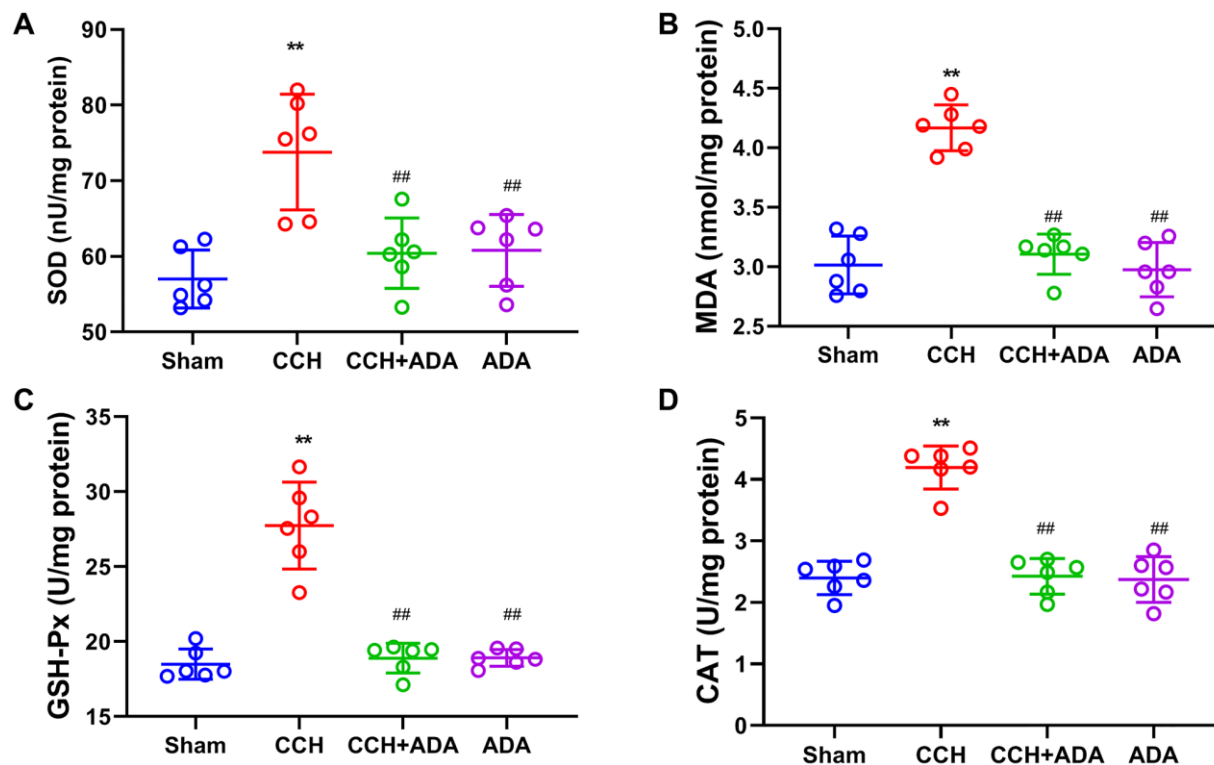 A
SOD (nU/mg protein)
90
80
70
60
50
**
##
##
Sham CCH CCH+ADA ADA
B
MDA (nmol/mg protein)
5.0
4.5
4.0
3.5
3.0
2.5
**
##
##
Sham CCH CCH+ADA ADA
C
GSH-Px (U/mg protein)
35
30
25
20
15
**
##
##
Sham CCH CCH+ADA ADA
D
CAT (U/mg protein)
5
4
3
2
1
0
**
##
##
Sham CCH CCH+ADA ADA